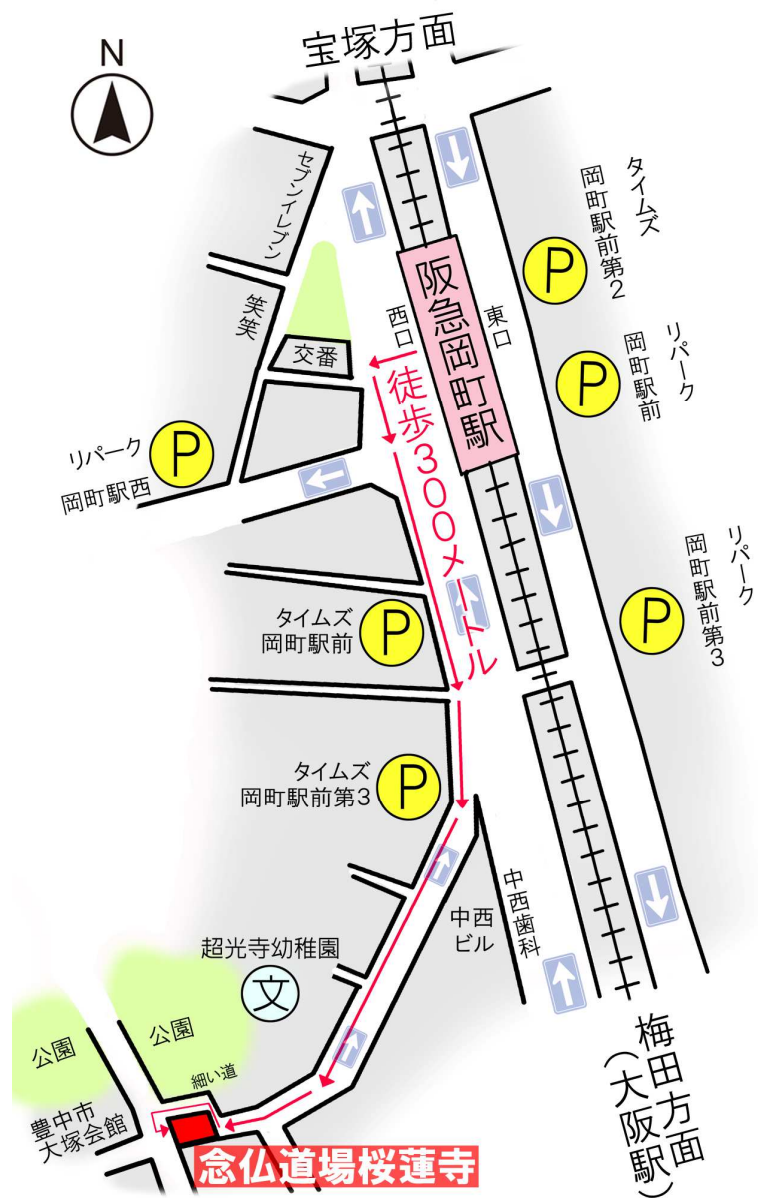 宝塚方面
N
セブンイレブン
タイムズ
岡町駅前第2
P
阪急岡町駅
西口
東口
笑笑
交番
リパーク
岡町駅前
P
徒歩300メートル
リパーク
岡町駅西
P
リパーク
岡町駅前第3
P
タイムズ
岡町駅前
P
タイムズ
岡町駅前第3
P
中西歯科
中西
ビル
超光寺幼稚園
文
公園
公園
細い道
豊中市
大塚会館
梅田方面
(大阪駅)
念仏道場桜蓮寺